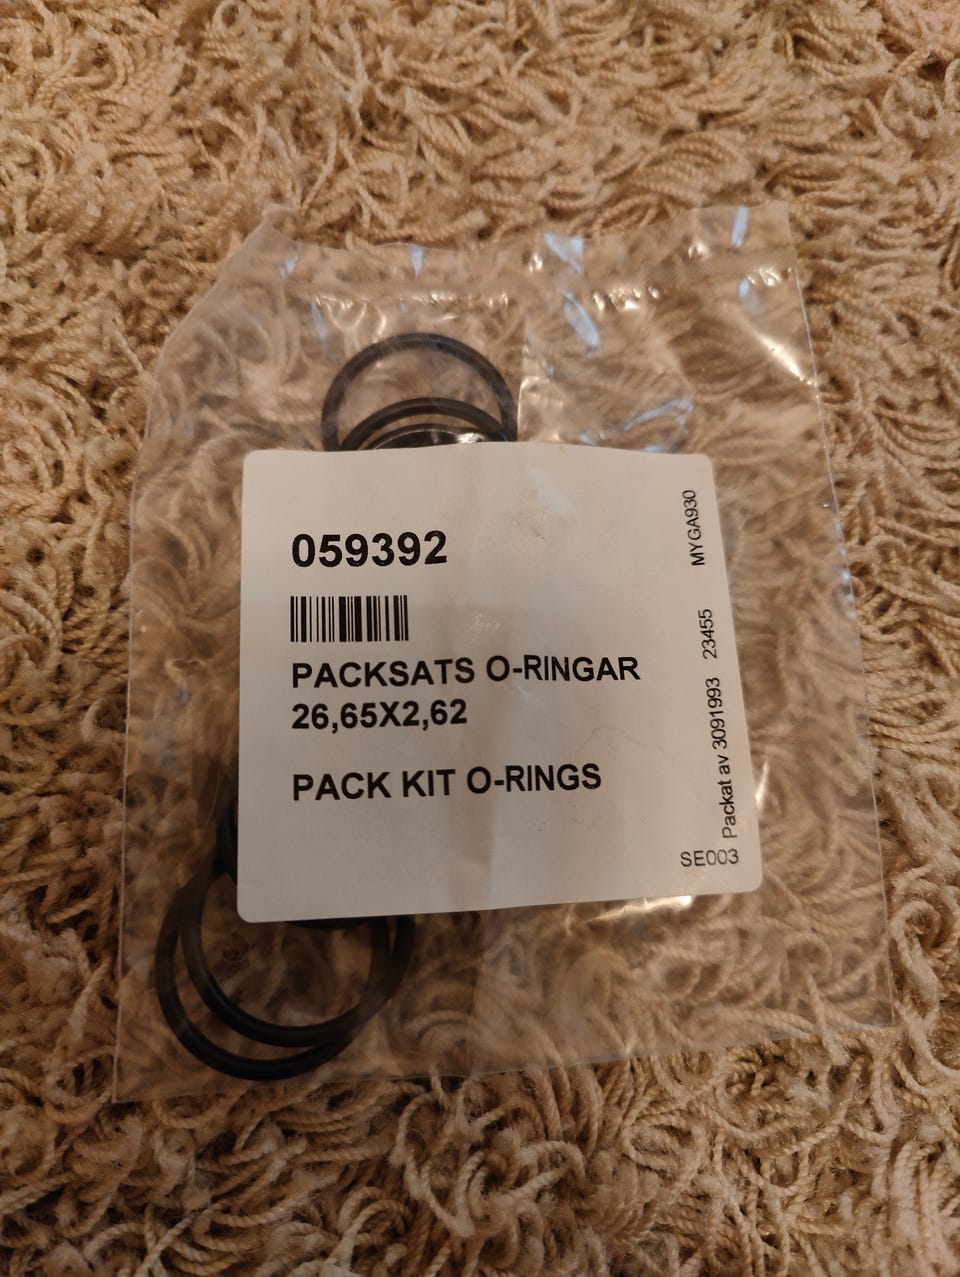 059392
PACKSATS O-RINGAR
26,65X2,62
PACK KIT O-RINGS
SE003
Packat av 3091993 23455 MYGA930